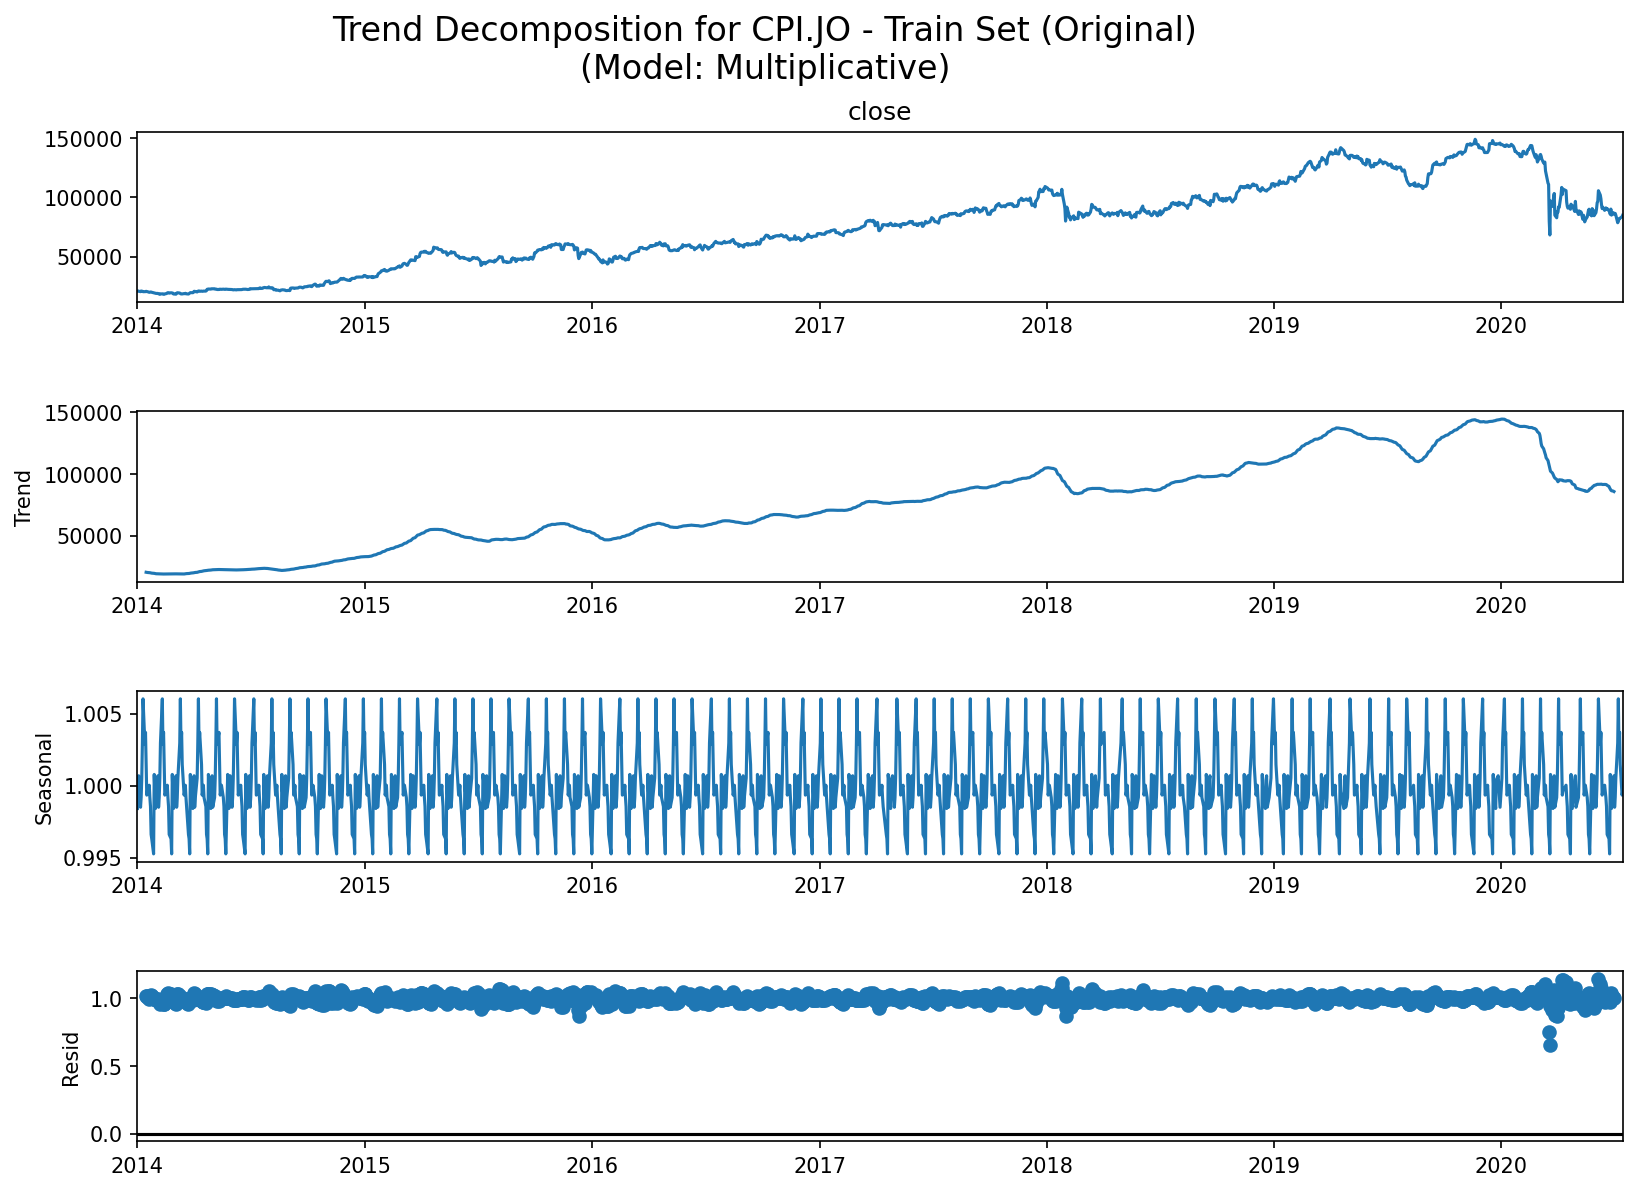 Trend Decomposition for CPI.JO - Train Set (Original)
(Model: Multiplicative)
close
150000
100000
50000
2014 2015 2016 2017 2018 2019 2020
Trend
150000
100000
50000
2014 2015 2016 2017 2018 2019 2020
Seasonal
1.005
1.000
0.995
2014 2015 2016 2017 2018 2019 2020
Resid
1.0
0.5
0.0
2014 2015 2016 2017 2018 2019 2020